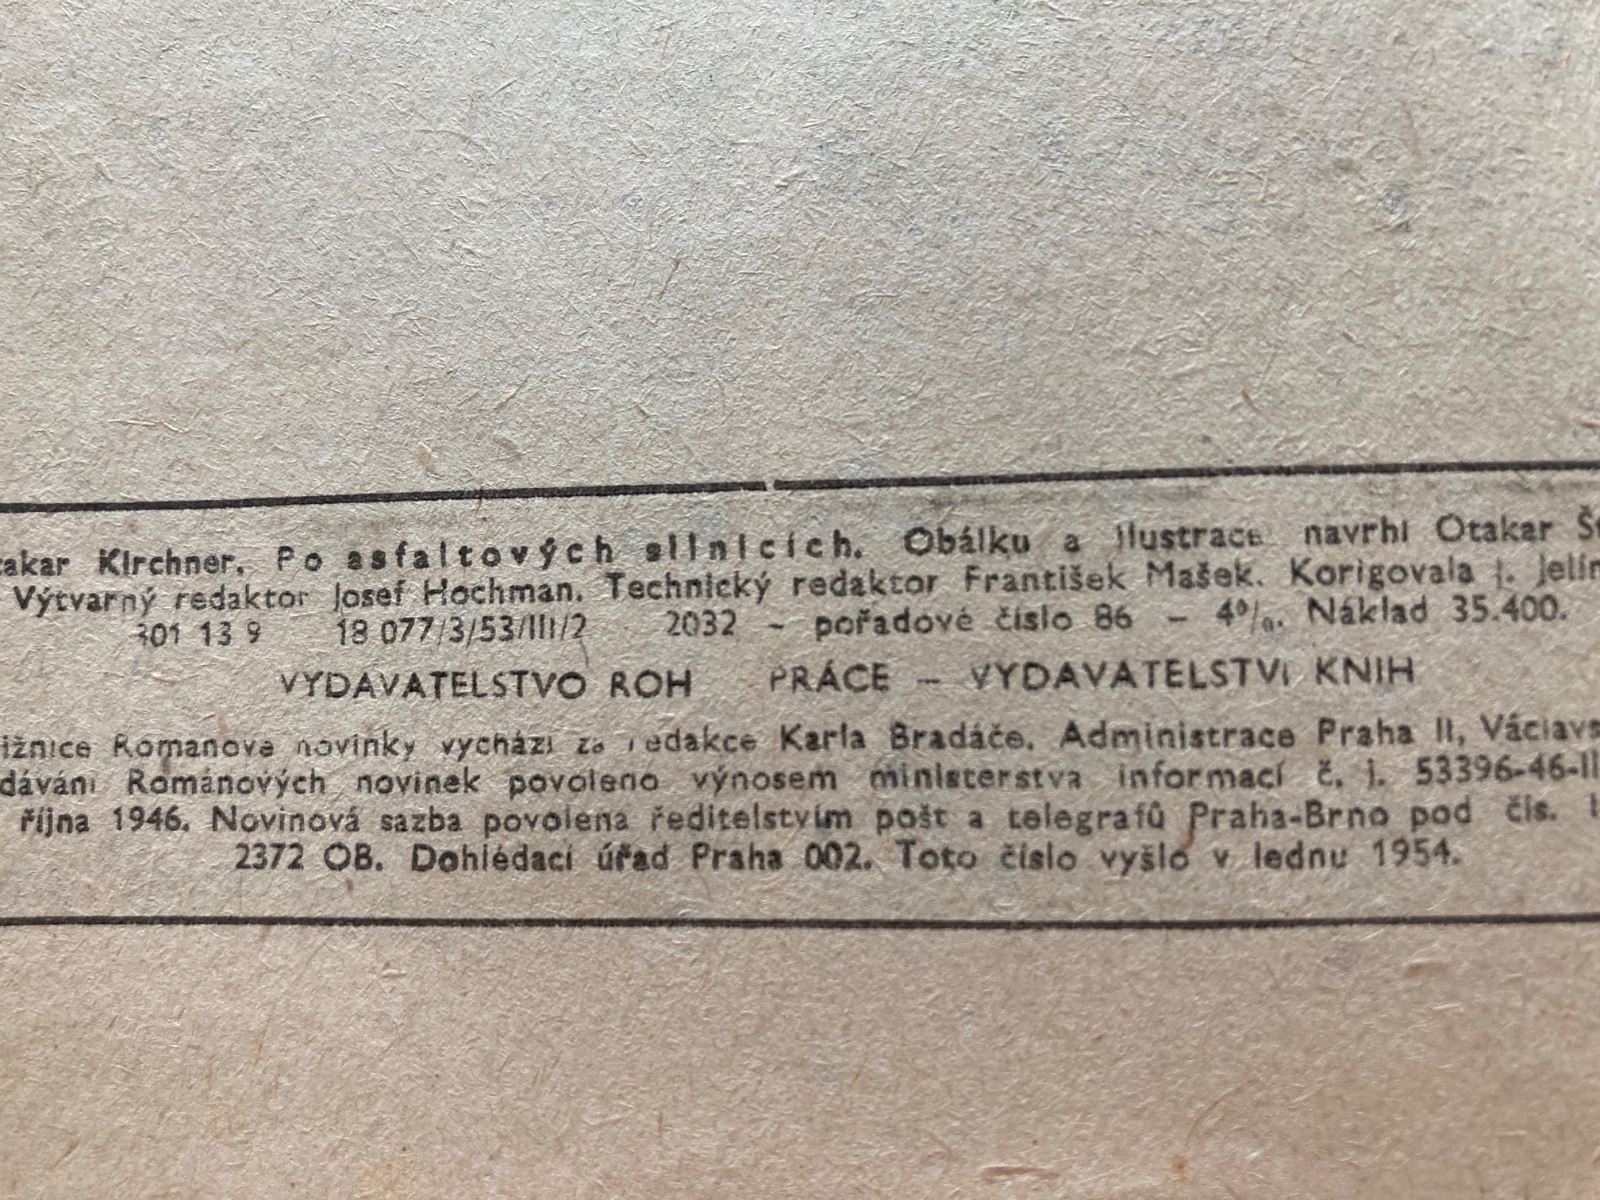 takar Kirchner. Po asfaltových silnicích. Obálku a ilustrace navrhl Otakar Št
Výtvarný redaktor Josef Hochman. Technický redaktor František Mašek. Korigovala J. Jelín
301 13 9 18 077/3/53/III/2 2032 – pořadové číslo 86 – 4%. Náklad 35.400.
VYDAVATELSTVO ROH PRÁCE – VYDAVATELSTVÍ KNIH
ižnice Románové novinky vychází za redakce Karla Bradáče. Administrace Praha II, Václavs
dávání Románových novinek povoleno výnosem ministerstva informací č. j. 53396-46-II
října 1946. Novinová sazba povolena ředitelstvím pošt a telegrafů Praha-Brno pod čís.
2372 OB. Dohlédací úřad Praha 002. Toto číslo vyšlo v lednu 1954.